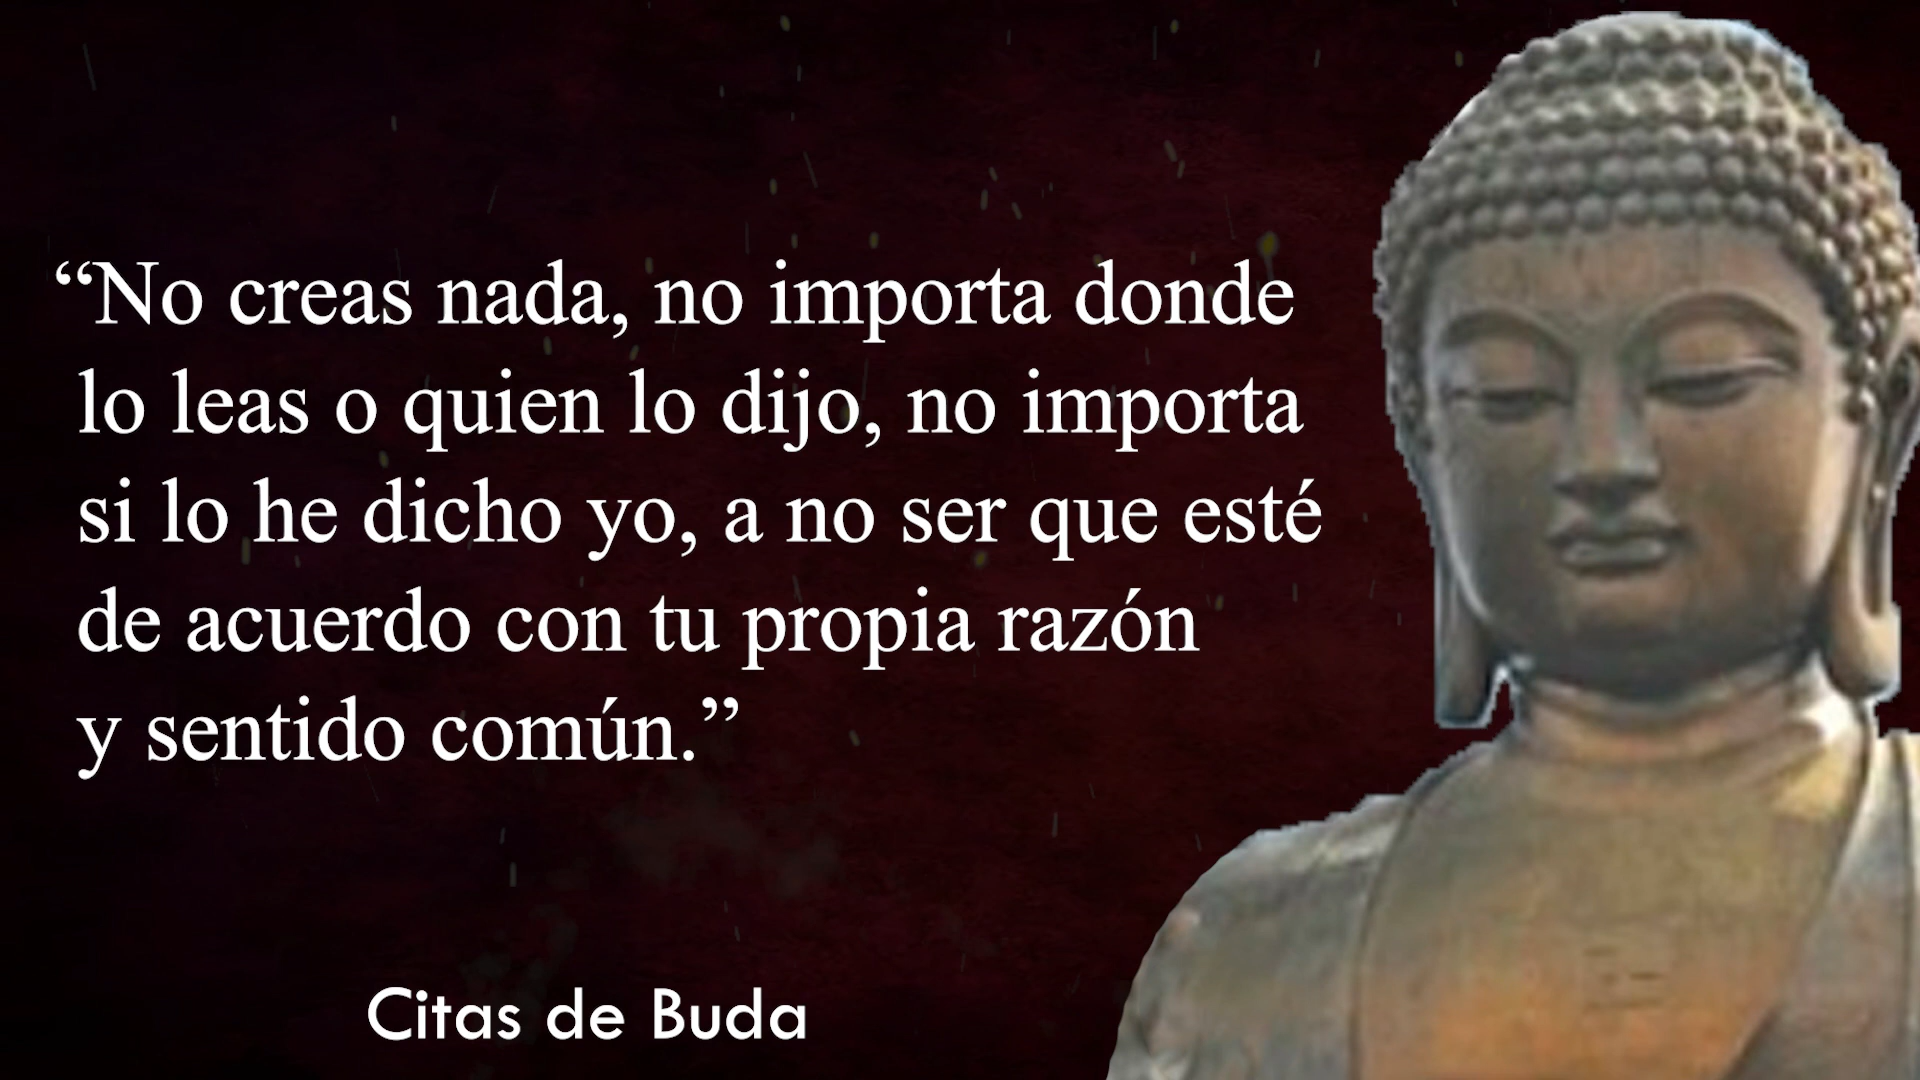 “No creas nada, no importa donde
lo leas o quien lo dijo, no importa
si lo he dicho yo, a no ser que esté
de acuerdo con tu propia razón
y sentido común.”
Citas de Buda